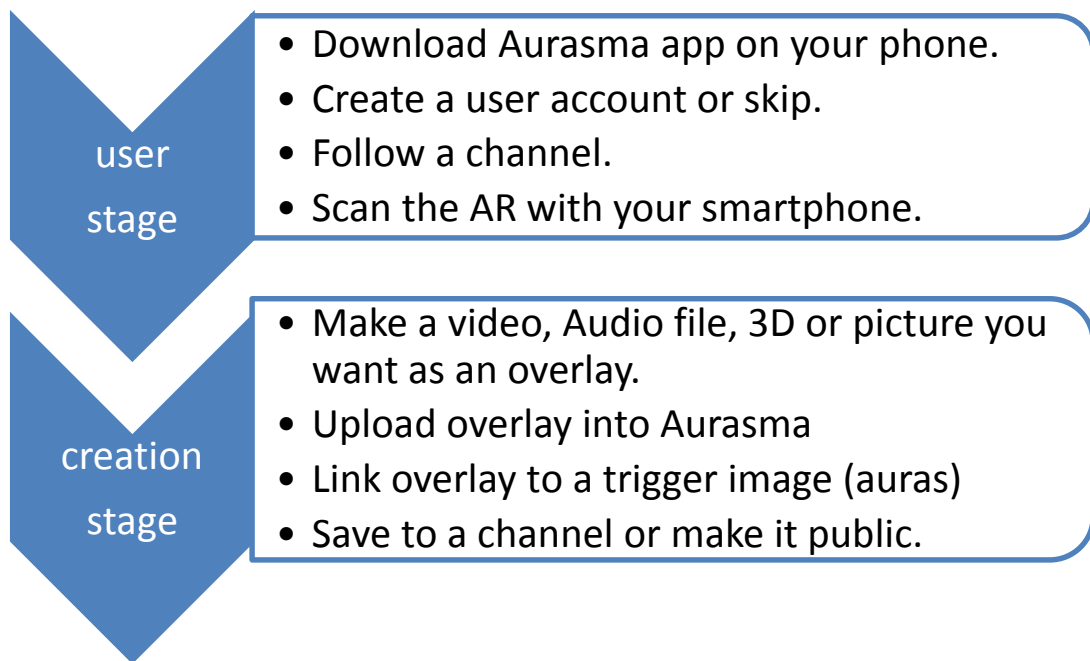 user
stage
• Download Aurasma app on your phone.
• Create a user account or skip.
• Follow a channel.
• Scan the AR with your smartphone.
creation
stage
• Make a video, Audio file, 3D or picture you
want as an overlay.
• Upload overlay into Aurasma
• Link overlay to a trigger image (auras)
• Save to a channel or make it public.